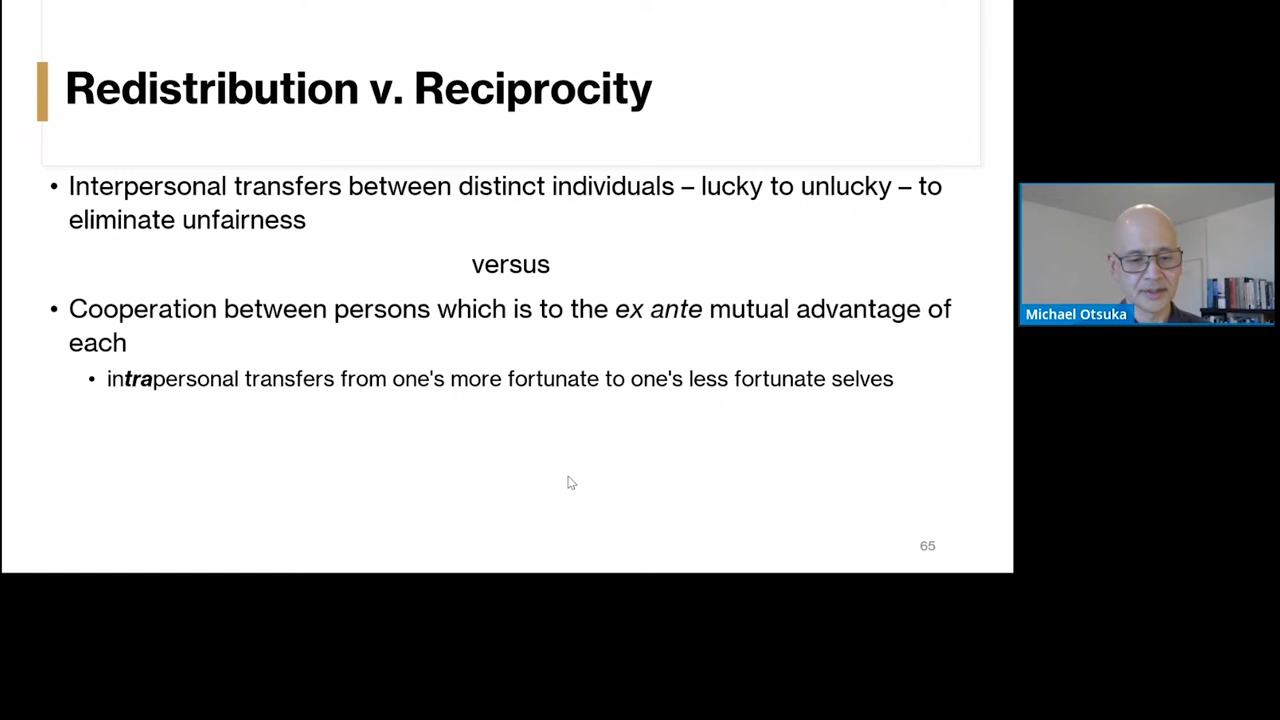 Redistribution v. Reciprocity
• Interpersonal transfers between distinct individuals – lucky to unlucky – to
eliminate unfairness
versus
• Cooperation between persons which is to the ex ante mutual advantage of
each
• intrapersonal transfers from one's more fortunate to one's less fortunate selves
65
Michael Otsuka